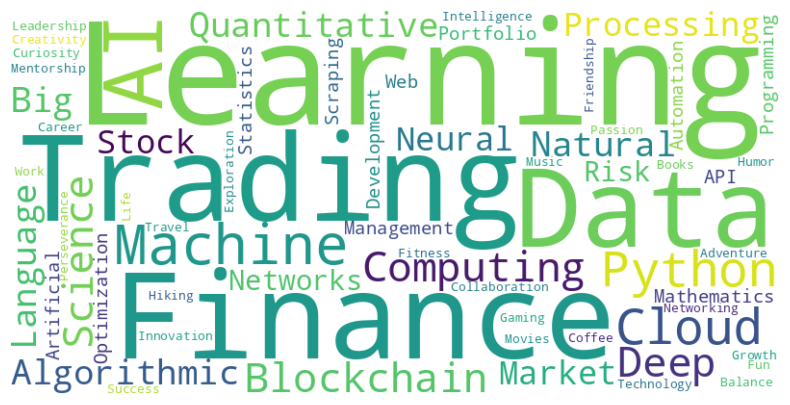 Leadership
Creativity
Curiosity
Mentorship
AI
Learning
Quantitative
Intelligence
Portfolio
Processing
Big
Career
Stock
Statistics
Scraping
Web
Development
Neural
Natural
Friendship
Passion
Automation
Programming
Trading
Exploration
Music
Risk
Books
API
Humor
Work
Language
Science
Perseverance
Life
Travel
Machine
Management
Data
Artificial
Optimization
Networks
Hiking
Finance
Fitness
Computing
Collaboration
Python
Adventure
Mathematics
Networking
Innovation
Gaming
Movies
Coffee
Cloud
Algorithmic
Success
Blockchain
Market
Deep
Technology
Growth
Fun
Balance